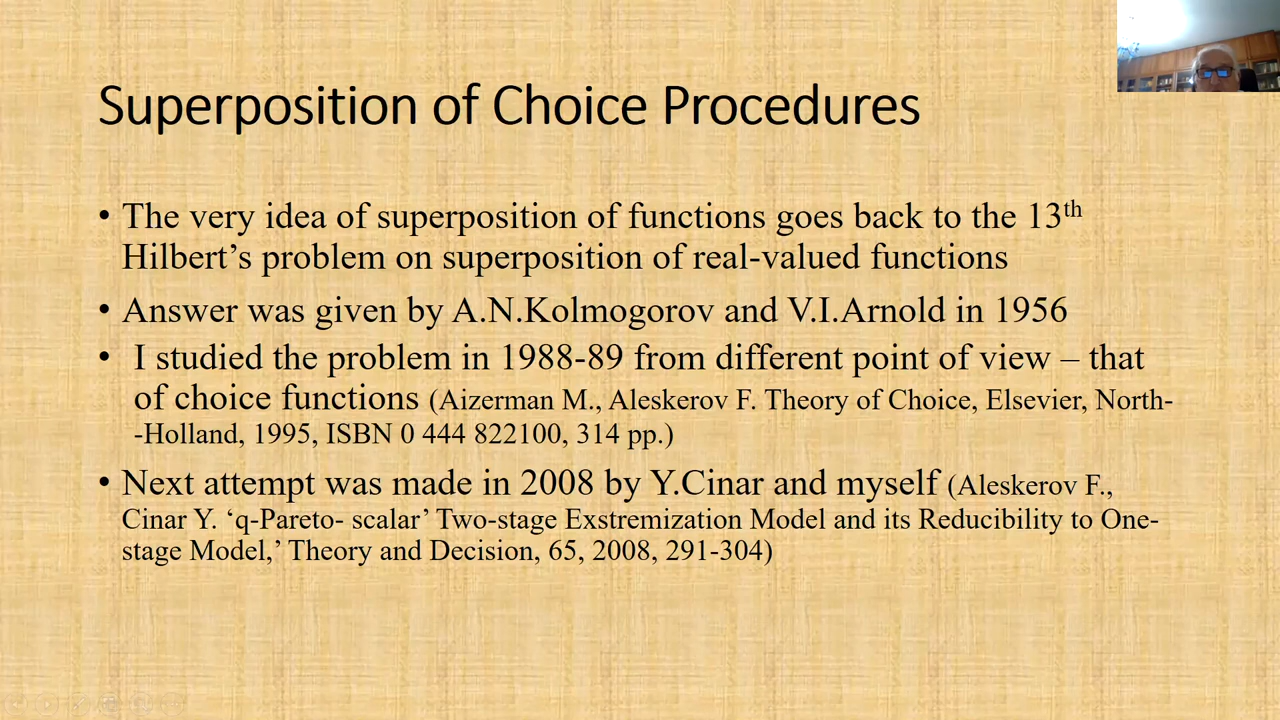 Superposition of Choice Procedures
• The very idea of superposition of functions goes back to the 13th
Hilbert’s problem on superposition of real-valued functions
• Answer was given by A.N.Kolmogorov and V.I.Arnold in 1956
• I studied the problem in 1988-89 from different point of view – that
of choice functions (Aizerman M., Aleskerov F. Theory of Choice, Elsevier, North-
-Holland, 1995, ISBN 0 444 822100, 314 pp.)
• Next attempt was made in 2008 by Y.Cinar and myself (Aleskerov F.,
Cinar Y. ‘q-Pareto- scalar’ Two-stage Exstremization Model and its Reducibility to One-
stage Model,’ Theory and Decision, 65, 2008, 291-304)